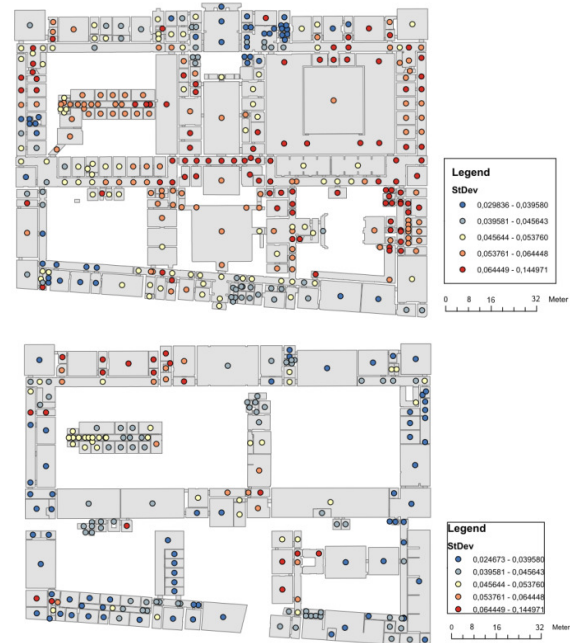 Legend
StDev
0,029836 - 0,039580
0,039581 - 0,045643
0,045644 - 0,053760
0,053761 - 0,064448
0,064449 - 0,144971
0 8 16 32 Meter
Legend
StDev
0,024673 - 0,039580
0,039581 - 0,045643
0,045644 - 0,053760
0,053761 - 0,064448
0,064449 - 0,144971
0 8 16 32 Meter